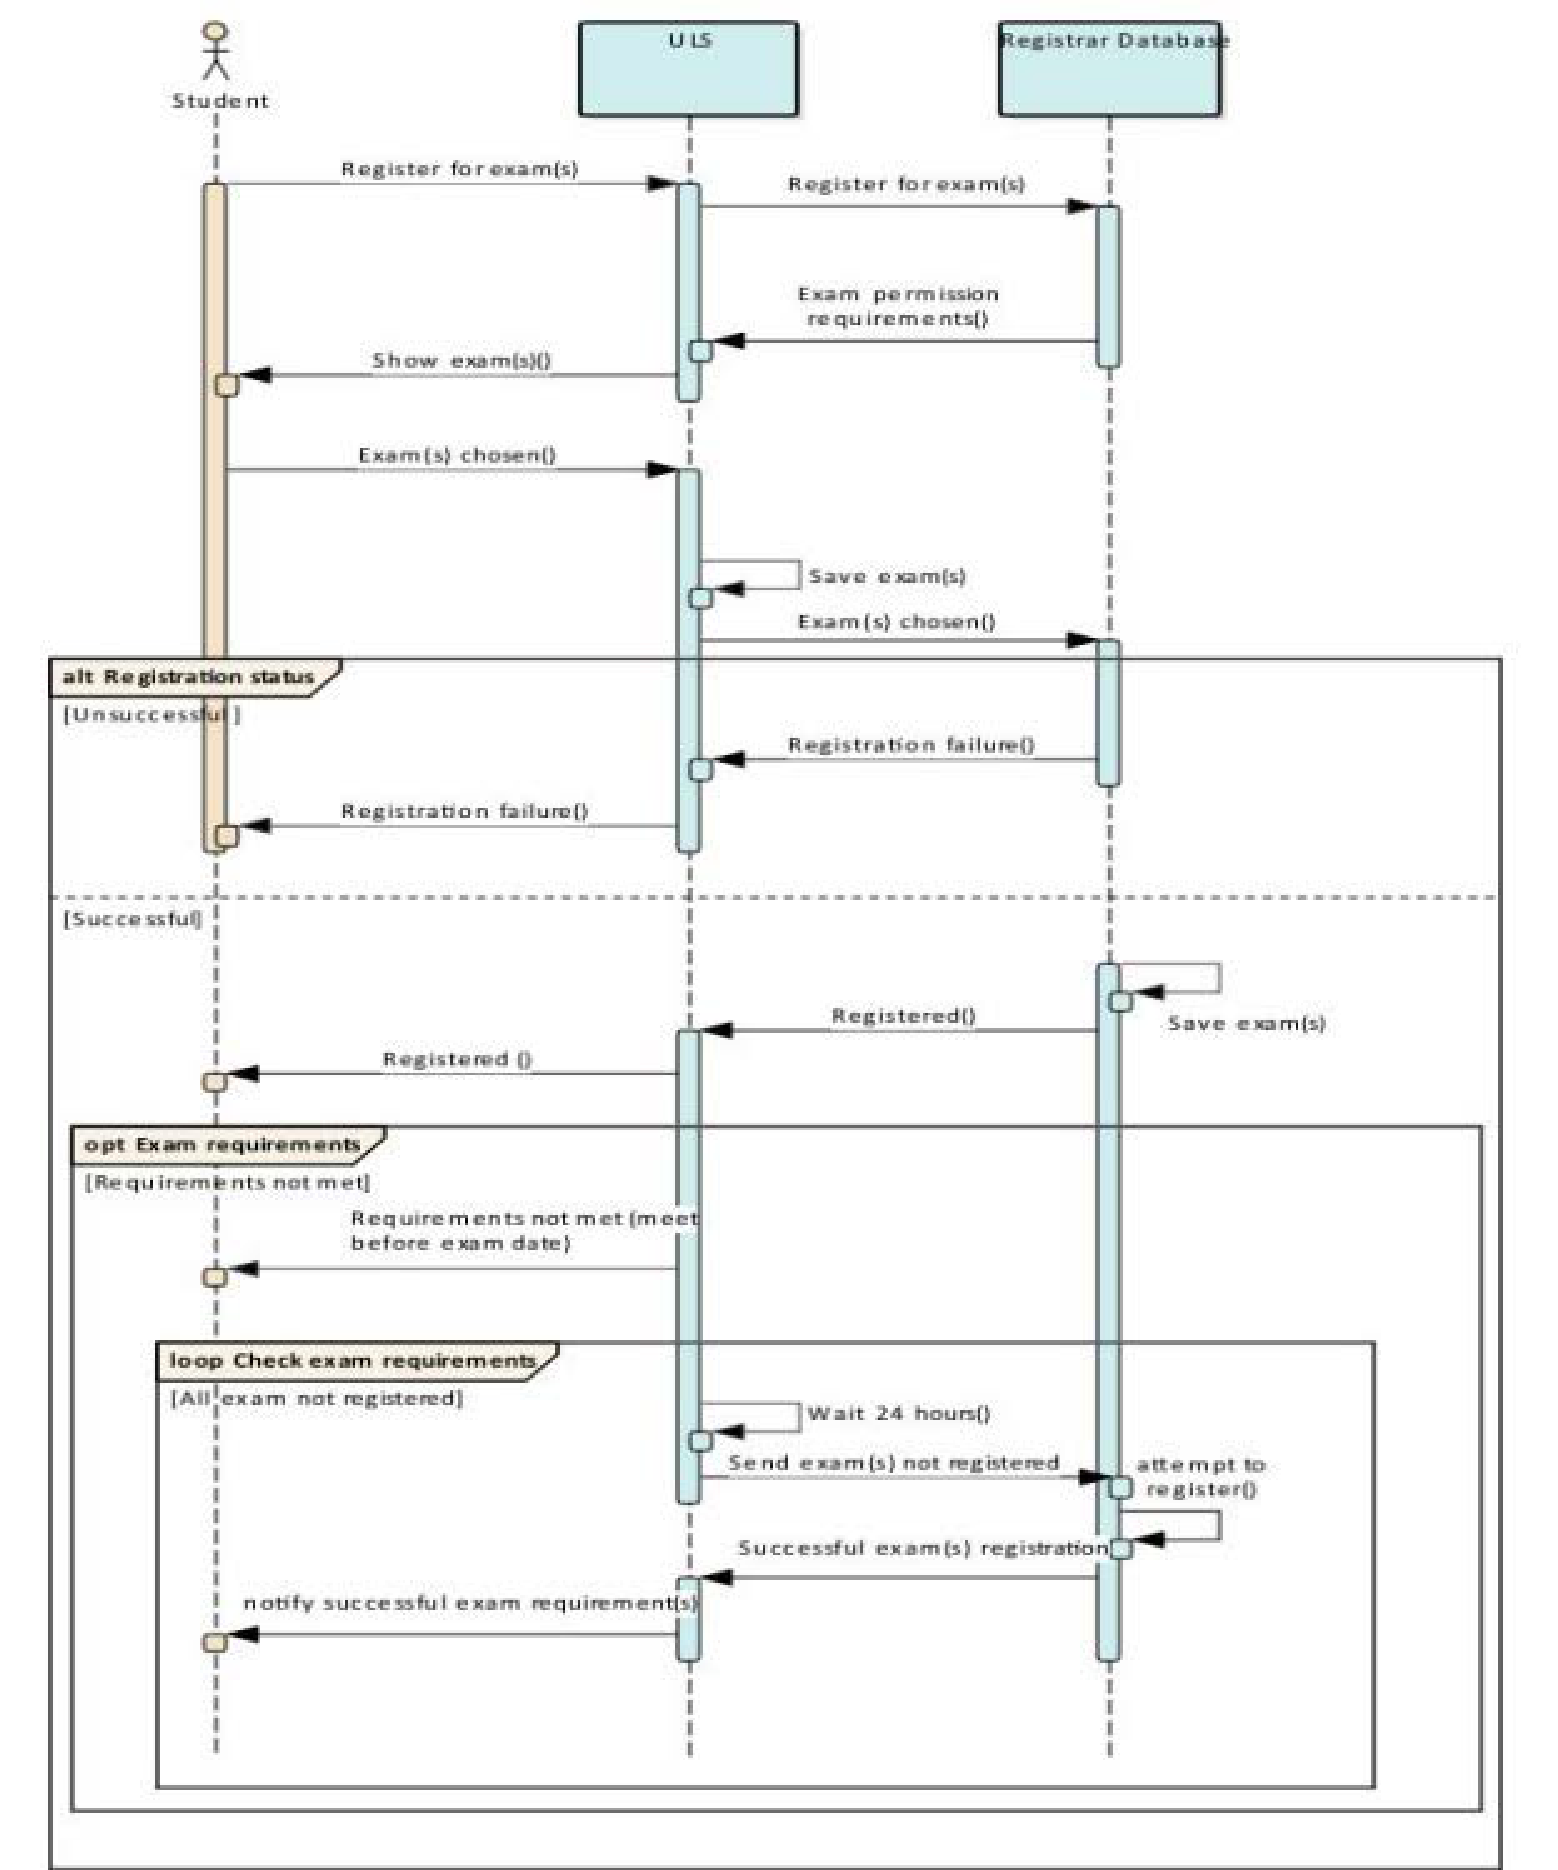 ULS
Registrar Database
Student
Register for exam(s)
Register for exam(s)
Exam permission
requirements()
Show exam(s)()
Exam(s) chosen()
Save exam(s)
Exam(s) chosen()
alt Registration status
[Unsuccessful]
Registration failure()
Registration failure()
[Successful]
Save exam(s)
Registered()
Registered ()
opt Exam requirements
[Requirements not met]
Requirements not met (meet
before exam date)
loop Check exam requirements
[All exam not registered]
Wait 24 hours()
Send exam(s) not registered
attempt to
register()
Successful exam(s) registration
notify successful exam requirement(s)